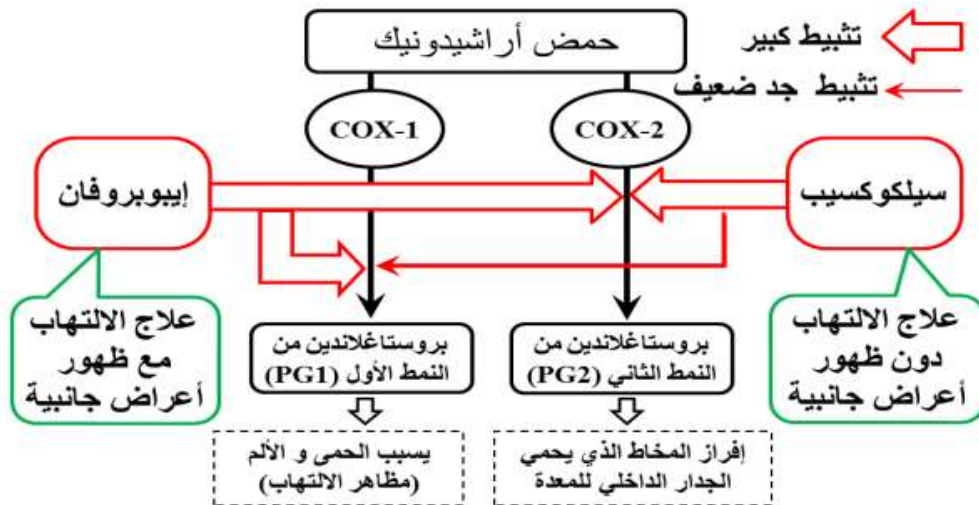 حمض أراشيدونيك
تثبيط كبير
تثبيط جد ضعيف
COX-1
COX-2
إيبوبروفان
سيلكوكسيب
علاج الالتهاب
مع ظهور
أعراض جانبية
بروستاغلاندين من
النمط الأول (PG1)
بروستاغلاندين من
النمط الثاني (PG2)
علاج الالتهاب
دون ظهور
أعراض جانبية
يسبب الحمى و الألم
(مظاهر الالتهاب)
إفراز المخاط الذي يحمي
الجدار الداخلي للمعدة